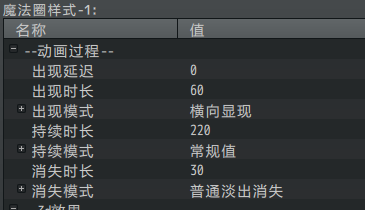 魔法圈样式-1:
名称 值
--动画过程--
出现延迟 0
出现时长 60
出现模式 横向显现
持续时长 220
持续模式 常规值
消失时长 30
消失模式 普通淡出消失